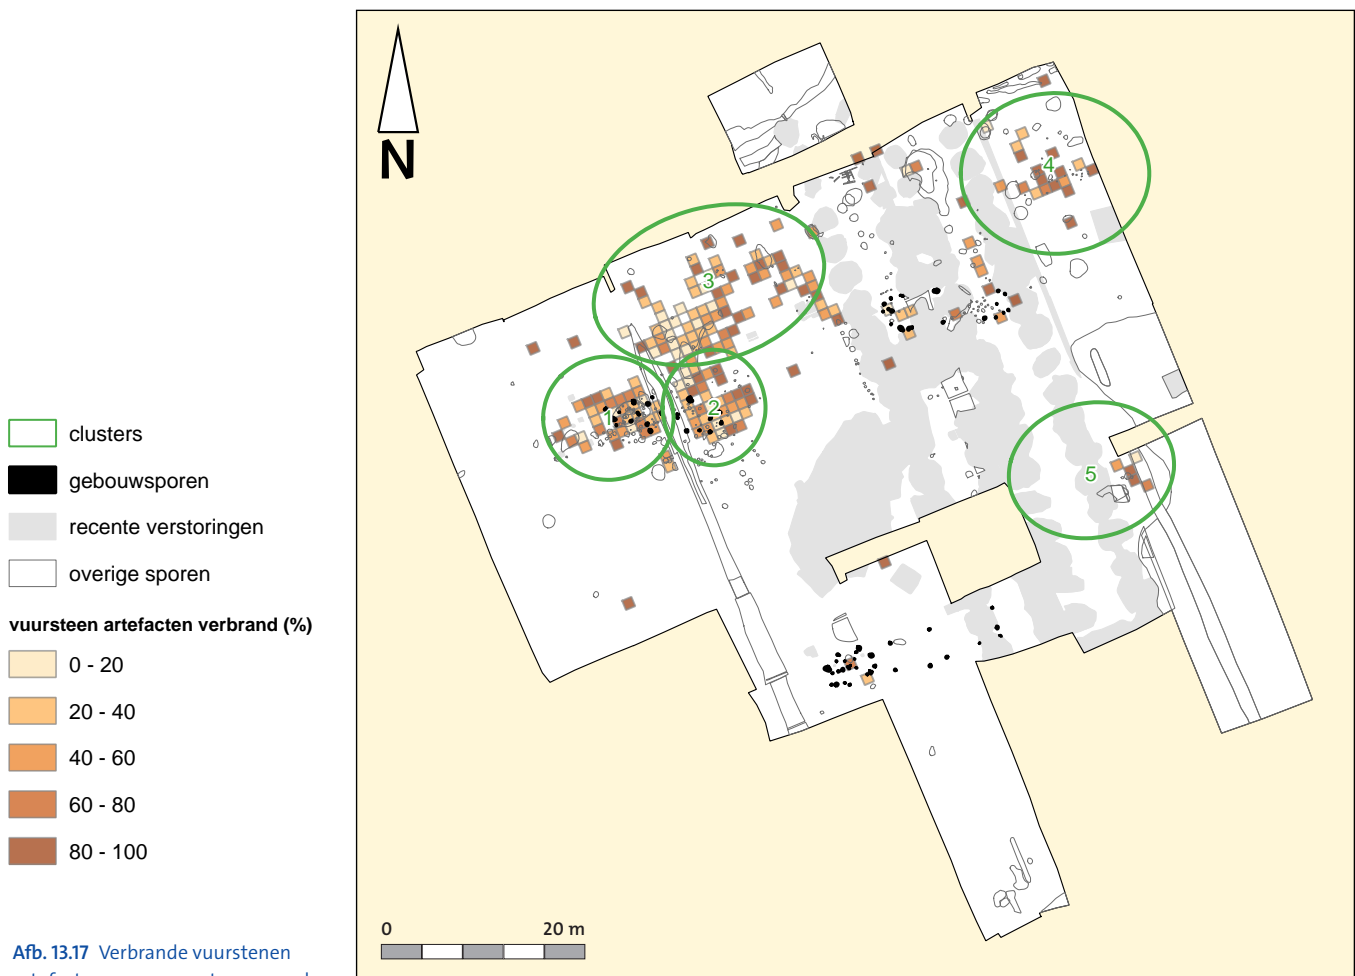 N
3
4
1
2
5
clusters
gebouwsporen
recente verstoringen
overige sporen
vuursteen artefacten verbrand (%)
0 - 20
20 - 40
40 - 60
60 - 80
80 - 100
0 20 m
Afb. 13.17 Verbrande vuurstenen